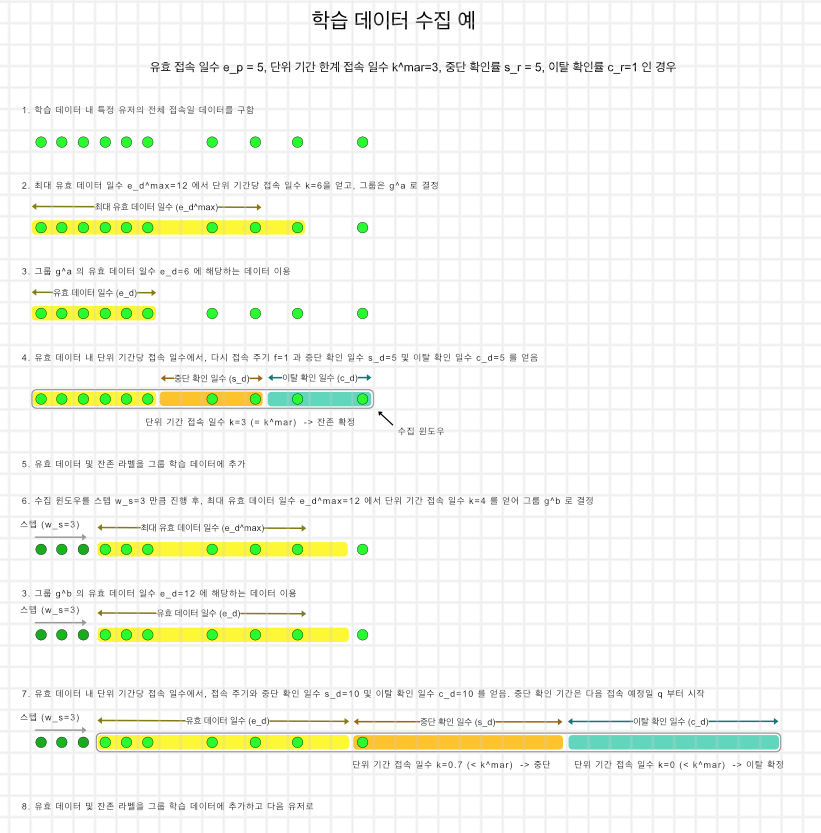 학습 데이터 수집 예
유효 접속 일수 e_p = 5, 단위 기간 한계 접속 일수 k^mar=3, 중단 확인률 s_r = 5, 이탈 확인률 c_r=1 인 경우
1. 학습 데이터 내 특정 유저의 전체 접속일 데이터를 구함
2. 최대 유효 데이터 일수 e_d^max=12 에서 단위 기간당 접속 일수 k=6을 얻고, 그룹은 g^a 로 결정
최대 유효 데이터 일수 (e_d^max)
3. 그룹 g^a 의 유효 데이터 일수 e_d=6 에 해당하는 데이터 이용
유효 데이터 일수 (e_d)
4. 유효 데이터 내 단위 기간당 접속 일수에서, 다시 접속 주기 f=1 과 중단 확인 일수 s_d=5 및 이탈 확인 일수 c_d=5 를 얻음
중단 확인 일수 (s_d) 이탈 확인 일수 (c_d)
단위 기간 접속 일수 k=3 (= k^mar) -> 잔존 확정
수집 윈도우
5. 유효 데이터 및 잔존 라벨을 그룹 학습 데이터에 추가
6. 수집 윈도우를 스텝 w_s=3 만큼 진행 후, 최대 유효 데이터 일수 e_d^max=12 에서 단위 기간 접속 일수 k=4 를 얻어 그룹 g^b 로 결정
스텝 (w_s=3)
최대 유효 데이터 일수 (e_d^max)
3. 그룹 g^b 의 유효 데이터 일수 e_d=12 에 해당하는 데이터 이용
스텝 (w_s=3)
유효 데이터 일수 (e_d)
7. 유효 데이터 내 단위 기간당 접속 일수에서, 접속 주기와 중단 확인 일수 s_d=10 및 이탈 확인 일수 c_d=10 를 얻음. 중단 확인 기간은 다음 접속 예정일 q 부터 시작
스텝 (w_s=3)
유효 데이터 일수 (e_d) 중단 확인 일수 (s_d) 이탈 확인 일수 (c_d)
단위 기간 접속 일수 k=0.7 (< k^mar) -> 중단 단위 기간 접속 일수 k=0 (< k^mar) -> 이탈 확정
8. 유효 데이터 및 잔존 라벨을 그룹 학습 데이터에 추가하고 다음 유저로